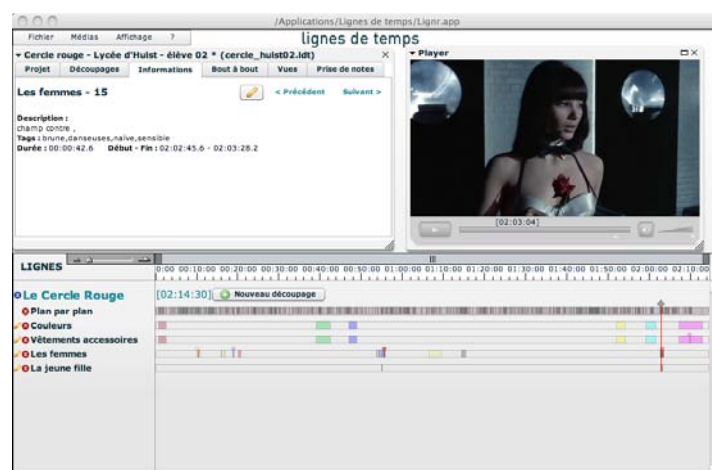 /Applications/Lignes de temps/Lignr.app
Fichier Médias Affichage ?
lignes de temps
Cercle rouge - Lycée d'Hulst - élève 02 * (cercle_hulst02.ldt)
Projet Découpages Informations Bout à bout Vues Prise de notes
Les femmes - 15
< Précédent Suivant >
Description :
champ contre ,
Tags : brune,danseuses,naïve,sensible
Durée : 00:00:42.6 Début - Fin : 02:02:45.6 - 02:03:28.2
Player
[02:03:04]
LIGNES
0:00 00:10:00 00:20:00 00:30:00 00:40:00 00:50:00 01:00:00 01:10:00 01:20:00 01:30:00 01:40:00 01:50:00 02:00:00 02:10:00
Le Cercle Rouge
[02:14:30] Nouveau découpage
Plan par plan
Couleurs
Vêtements accessoires
Les femmes
La jeune fille